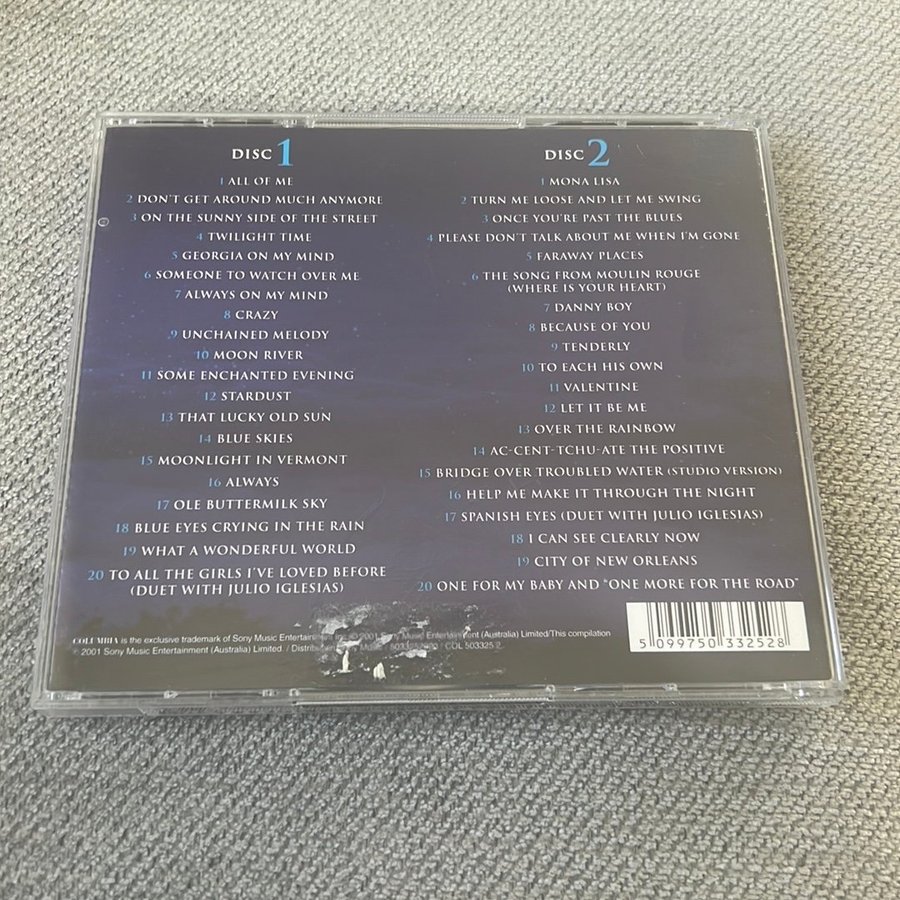 DISC 1
1 ALL OF ME
2 DON'T GET AROUND MUCH ANYMORE
3 ON THE SUNNY SIDE OF THE STREET
4 TWILIGHT TIME
5 GEORGIA ON MY MIND
6 SOMEONE TO WATCH OVER ME
7 ALWAYS ON MY MIND
8 CRAZY
9 UNCHAINED MELODY
10 MOON RIVER
11 SOME ENCHANTED EVENING
12 STARDUST
13 THAT LUCKY OLD SUN
14 BLUE SKIES
15 MOONLIGHT IN VERMONT
16 ALWAYS
17 OLE BUTTERMILK SKY
18 BLUE EYES CRYING IN THE RAIN
19 WHAT A WONDERFUL WORLD
20 TO ALL THE GIRLS I'VE LOVED BEFORE
(DUET WITH JULIO IGLESIAS)
DISC 2
1 MONA LISA
2 TURN ME LOOSE AND LET ME SWING
3 ONCE YOU'RE PAST THE BLUES
4 PLEASE DON'T TALK ABOUT ME WHEN I'M GONE
5 FARAWAY PLACES
6 THE SONG FROM MOULIN ROUGE
(WHERE IS YOUR HEART)
7 DANNY BOY
8 BECAUSE OF YOU
9 TENDERLY
10 TO EACH HIS OWN
11 VALENTINE
12 LET IT BE ME
13 OVER THE RAINBOW
14 AC-CENT-TCHU-ATE THE POSITIVE
15 BRIDGE OVER TROUBLED WATER (STUDIO VERSION)
16 HELP ME MAKE IT THROUGH THE NIGHT
17 SPANISH EYES (DUET WITH JULIO IGLESIAS)
18 I CAN SEE CLEARLY NOW
19 CITY OF NEW ORLEANS
20 ONE FOR MY BABY AND "ONE MORE FOR THE ROAD"
COLUMBIA is the exclusive trademark of Sony Music © 2001 Music Entertainment (Australia) Limited/This compilation
℗ 2001 Sony Music Entertainment (Australia) Limited. / COL 503325 2
5 099750 332528